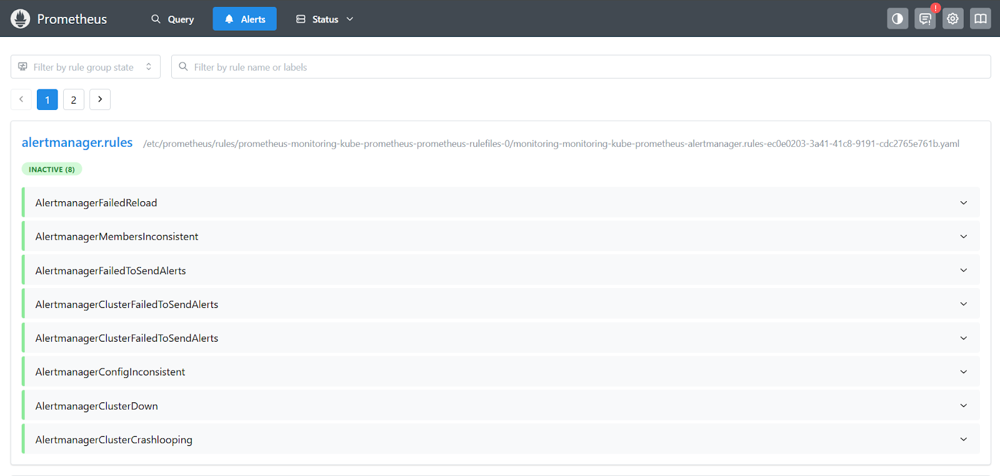 Prometheus Query Alerts Status !
Filter by rule group state Filter by rule name or labels
1 2
alertmanager.rules /etc/prometheus/rules/prometheus-monitoring-kube-prometheus-prometheus-rulefiles-0/monitoring-monitoring-kube-prometheus-alertmanager.rules-ec0e0203-3a41-41c8-9191-cdc2765e761b.yaml
INACTIVE (8)
AlertmanagerFailedReload
AlertmanagerMembersInconsistent
AlertmanagerFailedToSendAlerts
AlertmanagerClusterFailedToSendAlerts
AlertmanagerClusterFailedToSendAlerts
AlertmanagerConfigInconsistent
AlertmanagerClusterDown
AlertmanagerClusterCrashlooping